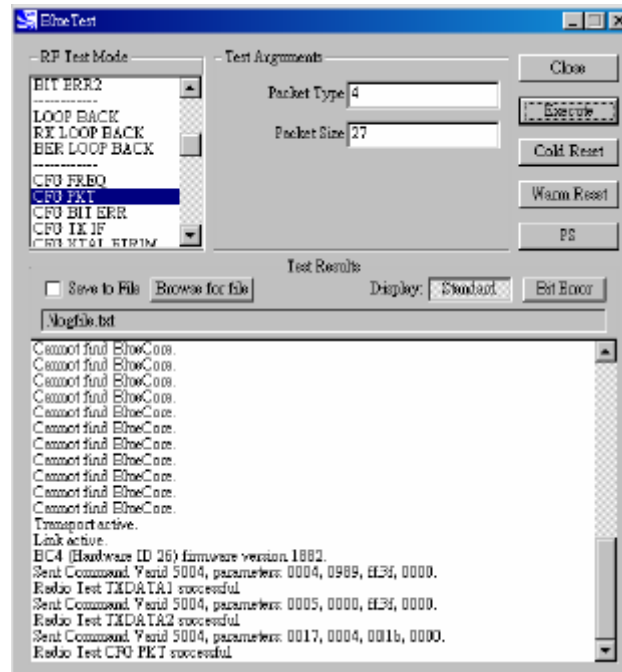 BlueTest
RF Test Mode
BIT ERR2
------------
LOOP BACK
RX LOOP BACK
BER LOOP BACK
------------
CFG FREQ
CFG PKT
CFG BIT ERR
CFG TX IF
CFG XTAL FTRIM
Test Arguments
Packet Type 4
Packet Size 27
Close
Execute
Cold Reset
Warm Reset
PS
Test Results
Save to File Browse for file Display: Standard Bit Error
.\logfile.txt
Cannot find BlueCore.
Cannot find BlueCore.
Cannot find BlueCore.
Cannot find BlueCore.
Cannot find BlueCore.
Cannot find BlueCore.
Cannot find BlueCore.
Cannot find BlueCore.
Cannot find BlueCore.
Cannot find BlueCore.
Cannot find BlueCore.
Cannot find BlueCore.
Transport active.
Link active.
BC4 (Hardware ID 26) firmware version 1882.
Sent Command Varid 5004, parameters: 0004, 0989, ff3f, 0000.
Radio Test TXDATA1 successful
Sent Command Varid 5004, parameters: 0005, 0000, ff3f, 0000.
Radio Test TXDATA2 successful
Sent Command Varid 5004, parameters: 0017, 0004, 001b, 0000.
Radio Test CFG PKT successful